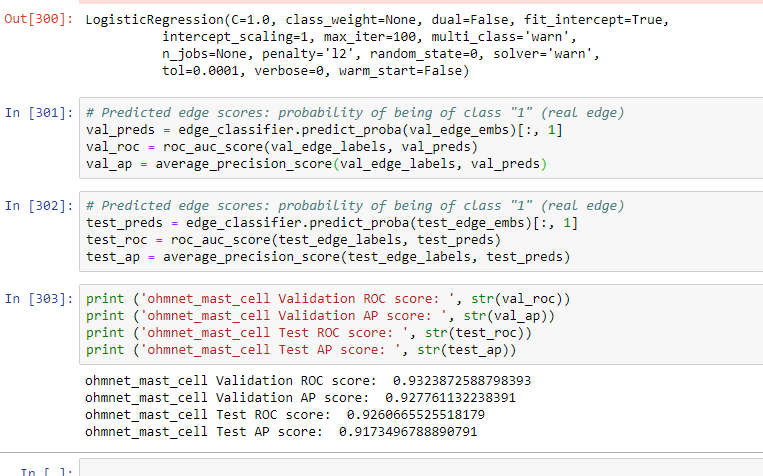 Out[300]: LogisticRegression(C=1.0, class_weight=None, dual=False, fit_intercept=True,
intercept_scaling=1, max_iter=100, multi_class='warn',
n_jobs=None, penalty='l2', random_state=0, solver='warn',
tol=0.0001, verbose=0, warm_start=False)
In [301]: # Predicted edge scores: probability of being of class "1" (real edge)
val_preds = edge_classifier.predict_proba(val_edge_embs)[:, 1]
val_roc = roc_auc_score(val_edge_labels, val_preds)
val_ap = average_precision_score(val_edge_labels, val_preds)
In [302]: # Predicted edge scores: probability of being of class "1" (real edge)
test_preds = edge_classifier.predict_proba(test_edge_embs)[:, 1]
test_roc = roc_auc_score(test_edge_labels, test_preds)
test_ap = average_precision_score(test_edge_labels, test_preds)
In [303]: print ('ohmnet_mast_cell Validation ROC score: ', str(val_roc))
print ('ohmnet_mast_cell Validation AP score: ', str(val_ap))
print ('ohmnet_mast_cell Test ROC score: ', str(test_roc))
print ('ohmnet_mast_cell Test AP score: ', str(test_ap))
ohmnet_mast_cell Validation ROC score:  0.9323872588798393
ohmnet_mast_cell Validation AP score:  0.927761132238391
ohmnet_mast_cell Test ROC score:  0.9260665525518179
ohmnet_mast_cell Test AP score:  0.9173496788890791
In [ ]: